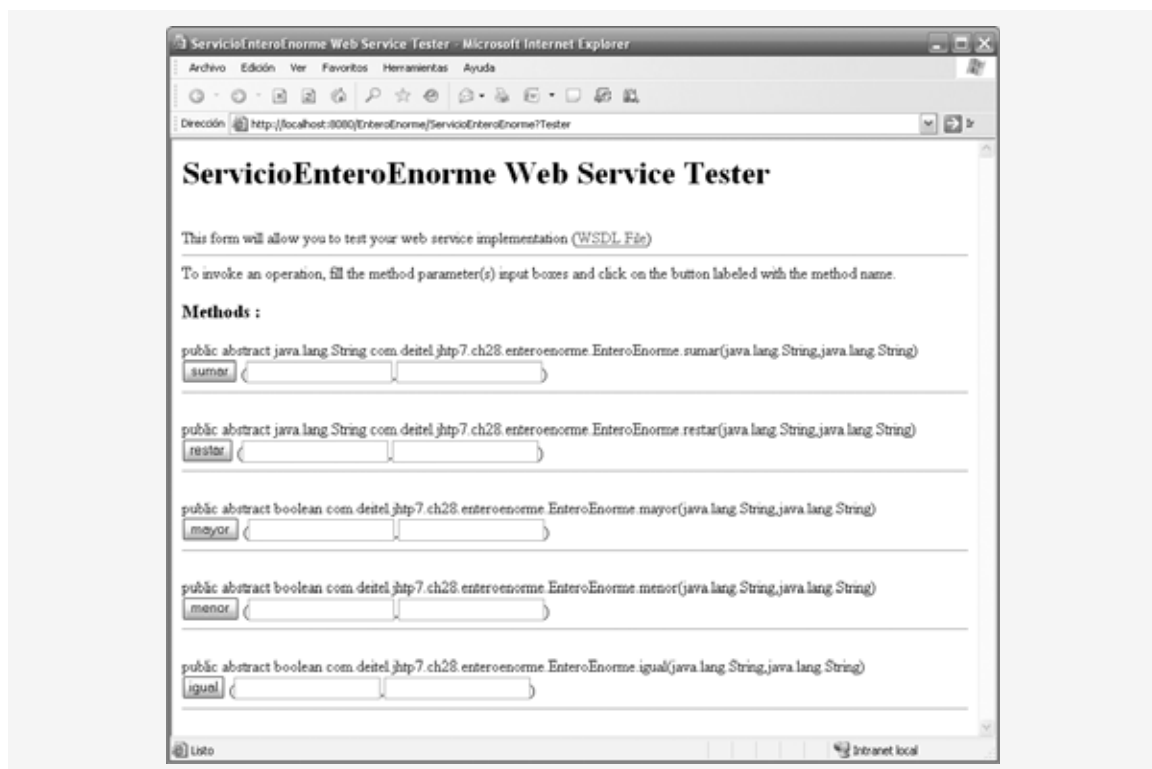 ServicioEnteroEnorme Web Service Tester - Microsoft Internet Explorer
Archivo Edición Ver Favoritos Herramientas Ayuda
Dirección http://localhost:8080/EnteroEnorme/ServicioEnteroEnorme?Tester Ir
ServicioEnteroEnorme Web Service Tester
This form will allow you to test your web service implementation (WSDL File)
To invoke an operation, fill the method parameter(s) input boxes and click on the button labeled with the method name.
Methods :
public abstract java.lang.String com.deitel.jhtp7.ch28.enteroenorme.EnteroEnorme.sumar(java.lang.String,java.lang.String)
sumar ( , )
public abstract java.lang.String com.deitel.jhtp7.ch28.enteroenorme.EnteroEnorme.restar(java.lang.String,java.lang.String)
restar ( , )
public abstract boolean com.deitel.jhtp7.ch28.enteroenorme.EnteroEnorme.mayor(java.lang.String,java.lang.String)
mayor ( , )
public abstract boolean com.deitel.jhtp7.ch28.enteroenorme.EnteroEnorme.menor(java.lang.String,java.lang.String)
menor ( , )
public abstract boolean com.deitel.jhtp7.ch28.enteroenorme.EnteroEnorme.igual(java.lang.String,java.lang.String)
igual ( , )
Listo Intranet local